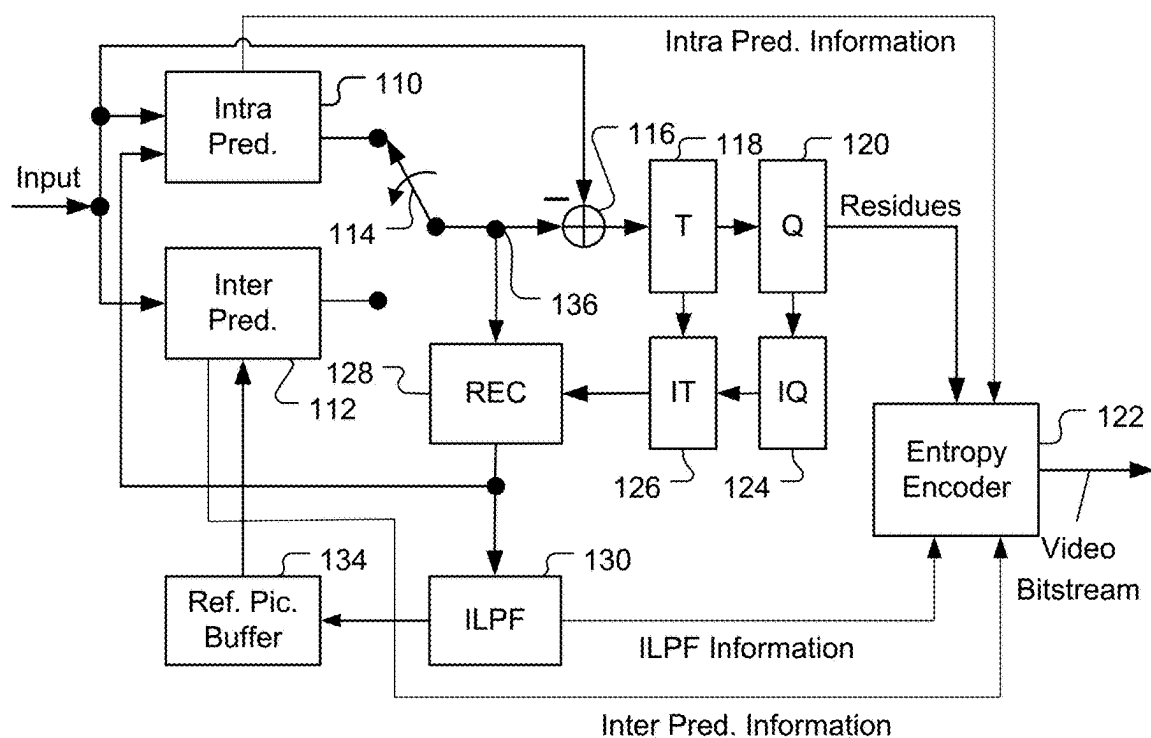 Intra Pred. Information
110
Intra
Pred.
116
118
120
Input
114
–
Residues
T
Q
Inter
Pred.
136
128
REC
IT
IQ
112
122
Entropy
Encoder
126
124
134
130
Video
Bitstream
Ref. Pic.
Buffer
ILPF
ILPF Information
Inter Pred. Information